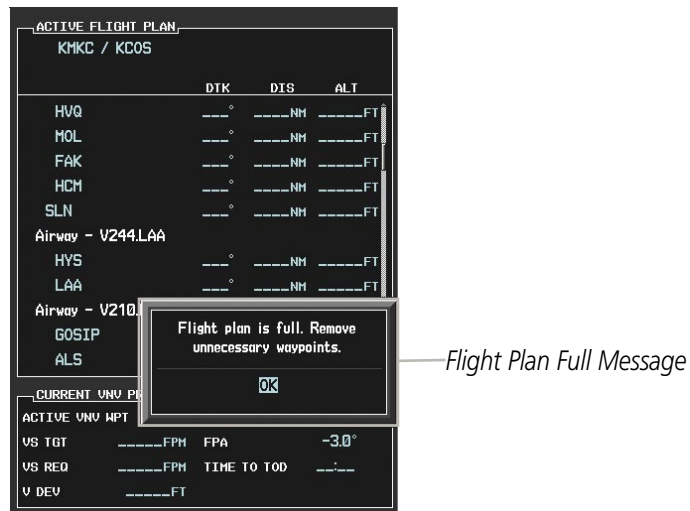 ACTIVE FLIGHT PLAN
KMKC / KCOS
DTK DIS ALT
HVQ ___° ____NM _____FT
MOL ___° ____NM _____FT
FAK ___° ____NM _____FT
HCM ___° ____NM _____FT
SLN ___° ____NM _____FT
Airway - V244.LAA
HYS ___° ____NM _____FT
LAA ___° ____NM _____FT
Airway - V210.
GOSIP
ALS
Flight plan is full. Remove
unnecessary waypoints.
OK
Flight Plan Full Message
CURRENT VNV
ACTIVE VNV WPT
VS TGT _____FPM FPA -3.0°
VS REQ _____FPM TIME TO TOD __:__
V DEV _____FT